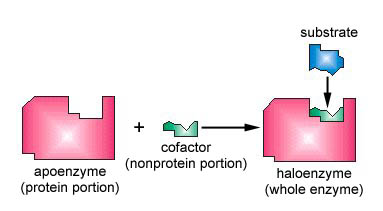 substrate
+
apoenzyme
(protein portion)
cofactor
(nonprotein portion)
haloenzyme
(whole enzyme)